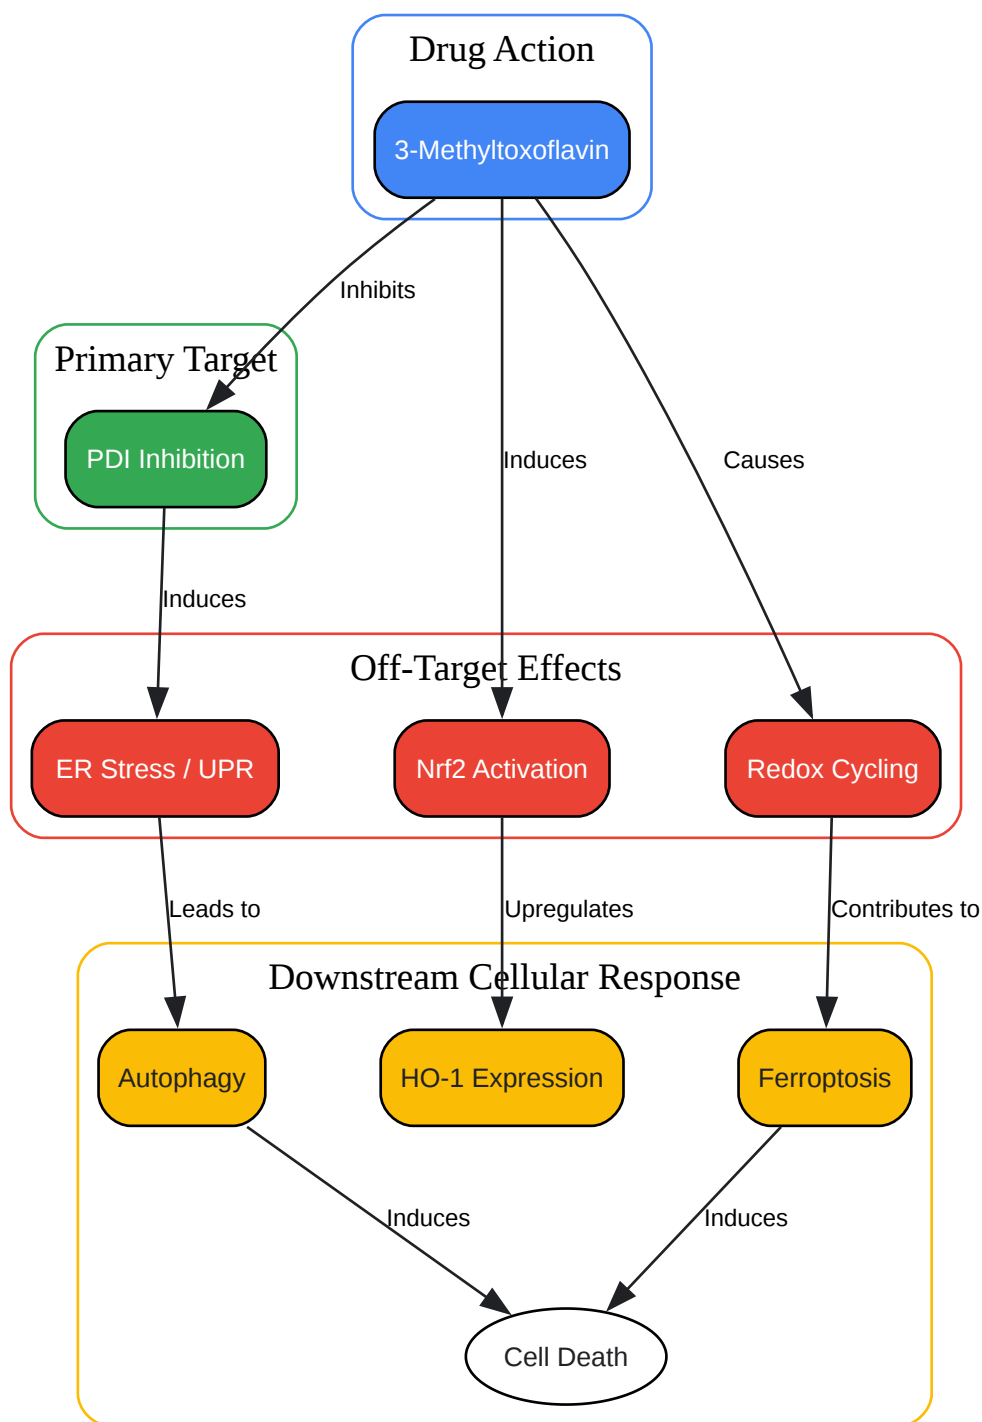 Drug Action
3-Methyltoxoflavin
Inhibits
Primary Target
PDI Inhibition
Induces
Causes
Induces
Off-Target Effects
ER Stress / UPR
Nrf2 Activation
Redox Cycling
Leads to
Upregulates
Contributes to
Downstream Cellular Response
Autophagy
HO-1 Expression
Ferroptosis
Induces
Induces
Cell Death